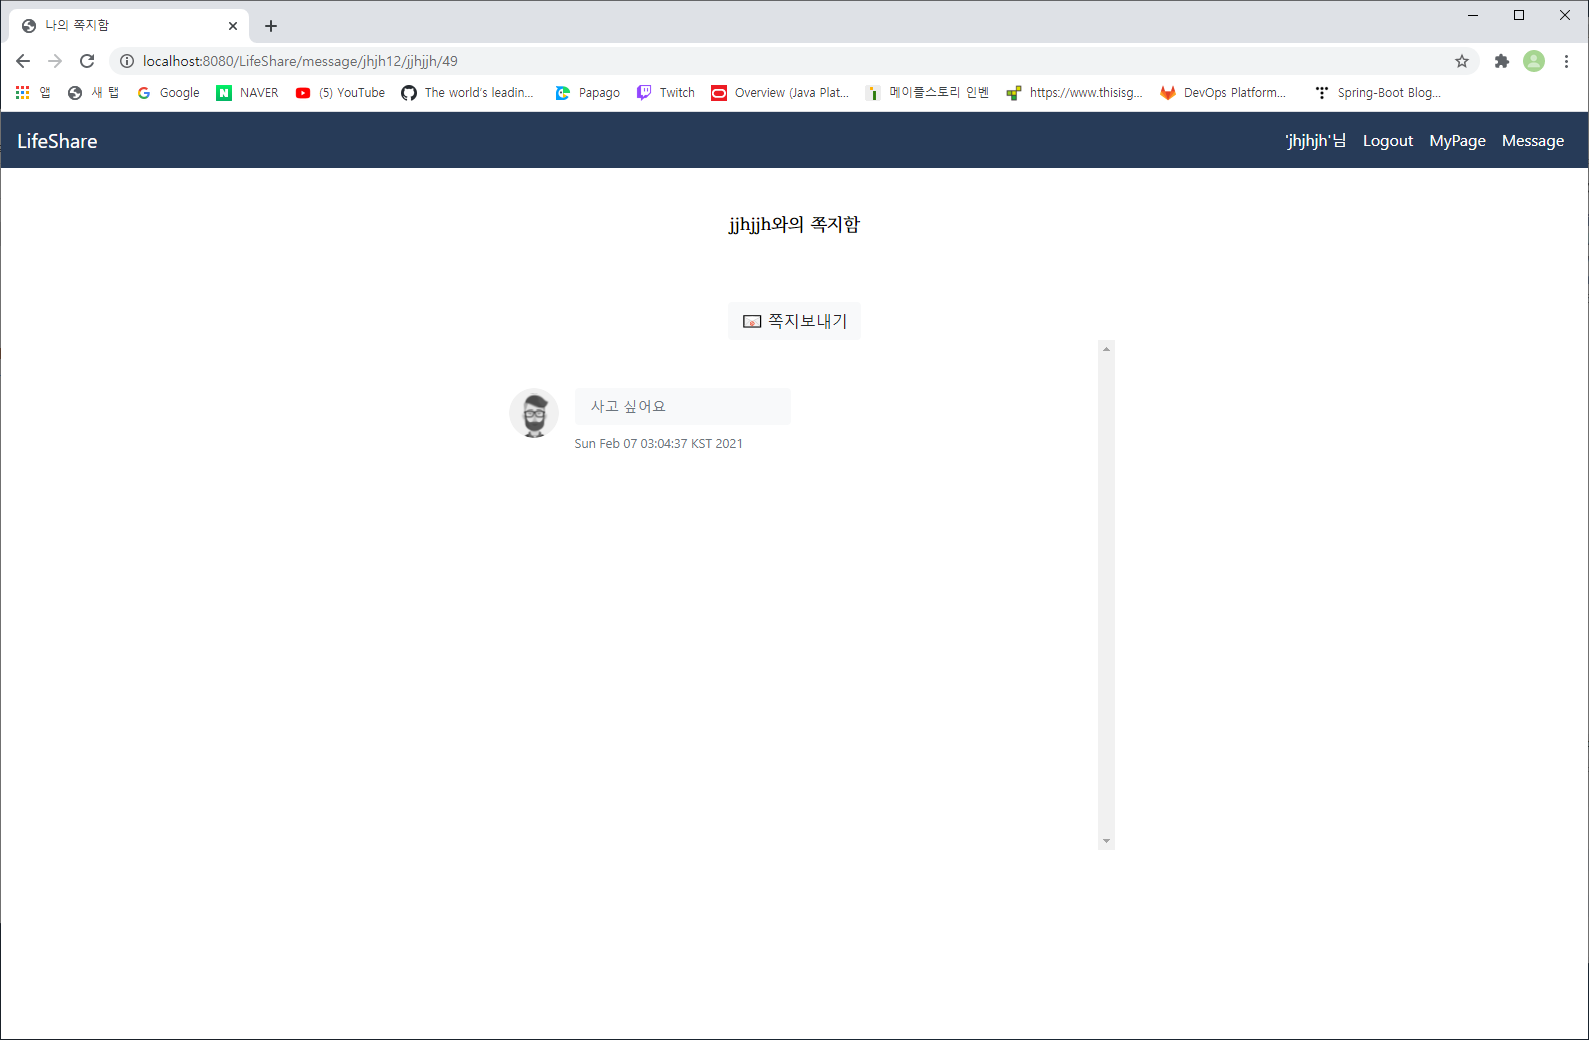 나의 쪽지함
localhost:8080/LifeShare/message/jhjh12/jjhjjh/49
앱 새 탭 Google NAVER (5) YouTube The world's leadin... Papago Twitch Overview (Java Plat... 메이플스토리 인벤 https://www.thisisg... DevOps Platform... Spring-Boot Blog...
LifeShare 'jhjhjh'님 Logout MyPage Message
jjhjjh와의 쪽지함
쪽지보내기
사고 싶어요
Sun Feb 07 03:04:37 KST 2021